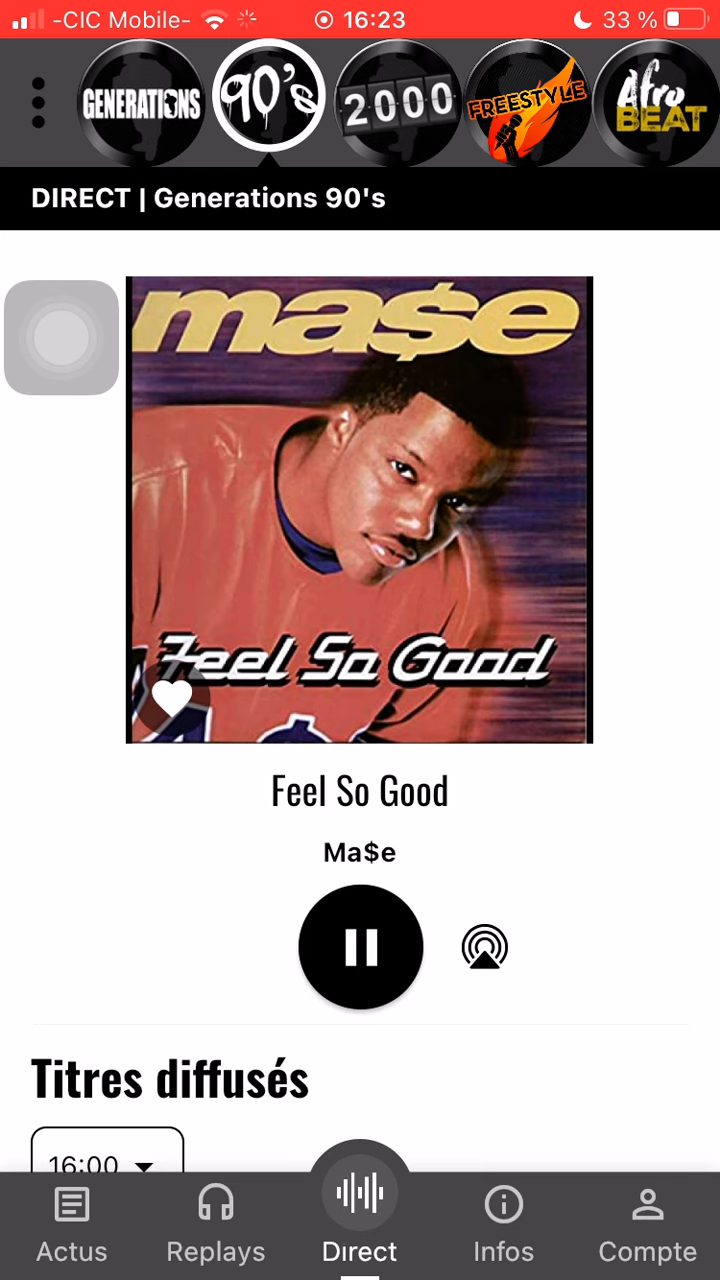 -CIC Mobile- 16:23 33 %
GENERATIONS 90's 2000 FREESTYLE Afro BEAT
DIRECT | Generations 90's
ma$e
Feel So Good
Feel So Good
Ma$e
Titres diffusés
16:00
Actus Replays Direct Infos Compte